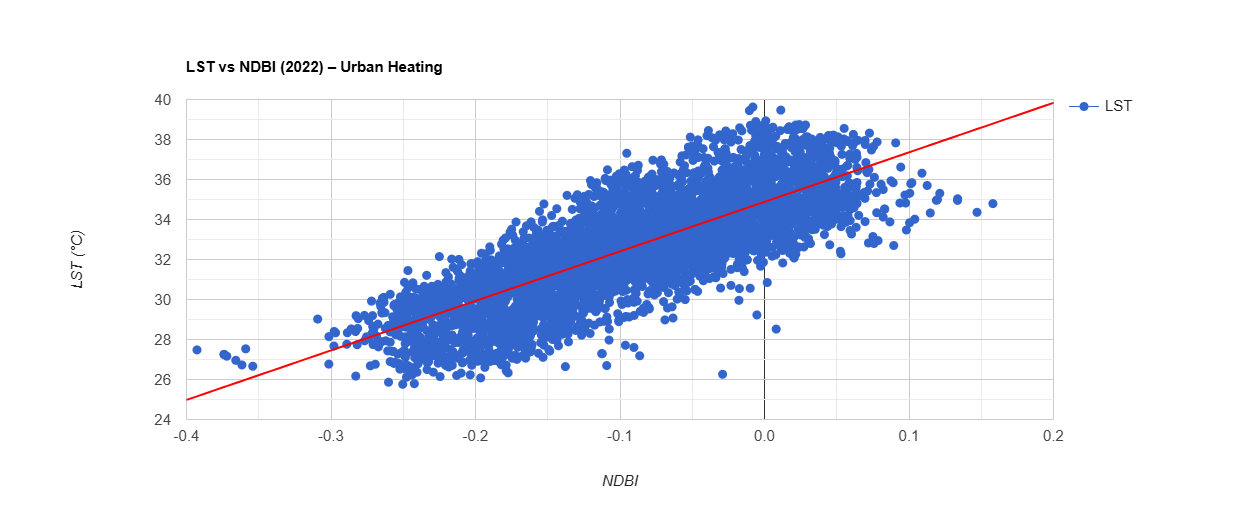 LST vs NDBI (2022) – Urban Heating
40
38
36
34
32
30
28
26
24
LST (°C)
-0.4 -0.3 -0.2 -0.1 0.0 0.1 0.2
NDBI
LST